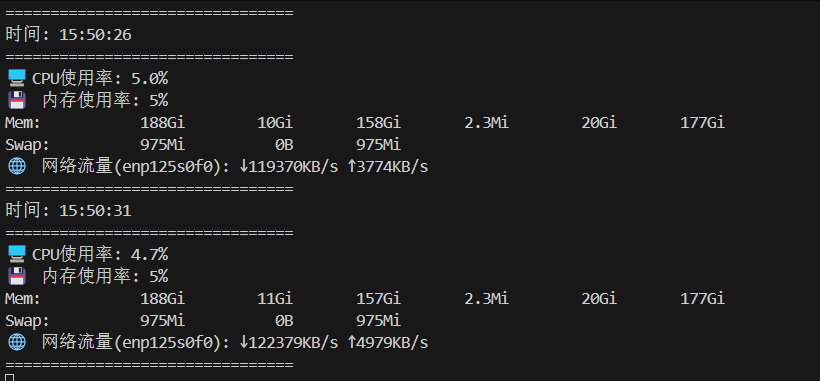 ================================
时间: 15:50:26
================================
🖥️ CPU使用率: 5.0%
💾 内存使用率: 5%
Mem: 188Gi 10Gi 158Gi 2.3Mi 20Gi 177Gi
Swap: 975Mi 0B 975Mi
🌐 网络流量(enp125s0f0): ↓119370KB/s ↑3774KB/s
================================
时间: 15:50:31
================================
🖥️ CPU使用率: 4.7%
💾 内存使用率: 5%
Mem: 188Gi 11Gi 157Gi 2.3Mi 20Gi 177Gi
Swap: 975Mi 0B 975Mi
🌐 网络流量(enp125s0f0): ↓122379KB/s ↑4979KB/s
================================